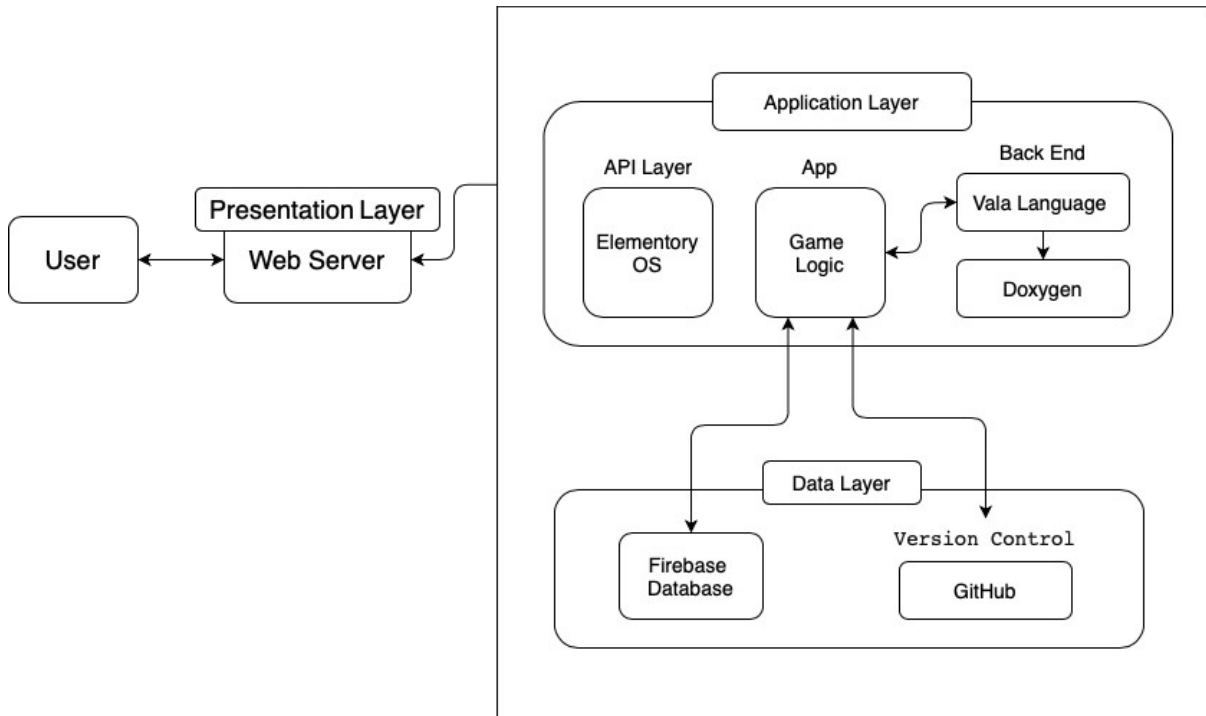 User
Presentation Layer
Web Server
Application Layer
API Layer
Elementory
OS
App
Game
Logic
Back End
Vala Language
Doxygen
Data Layer
Firebase
Database
Version Control
GitHub